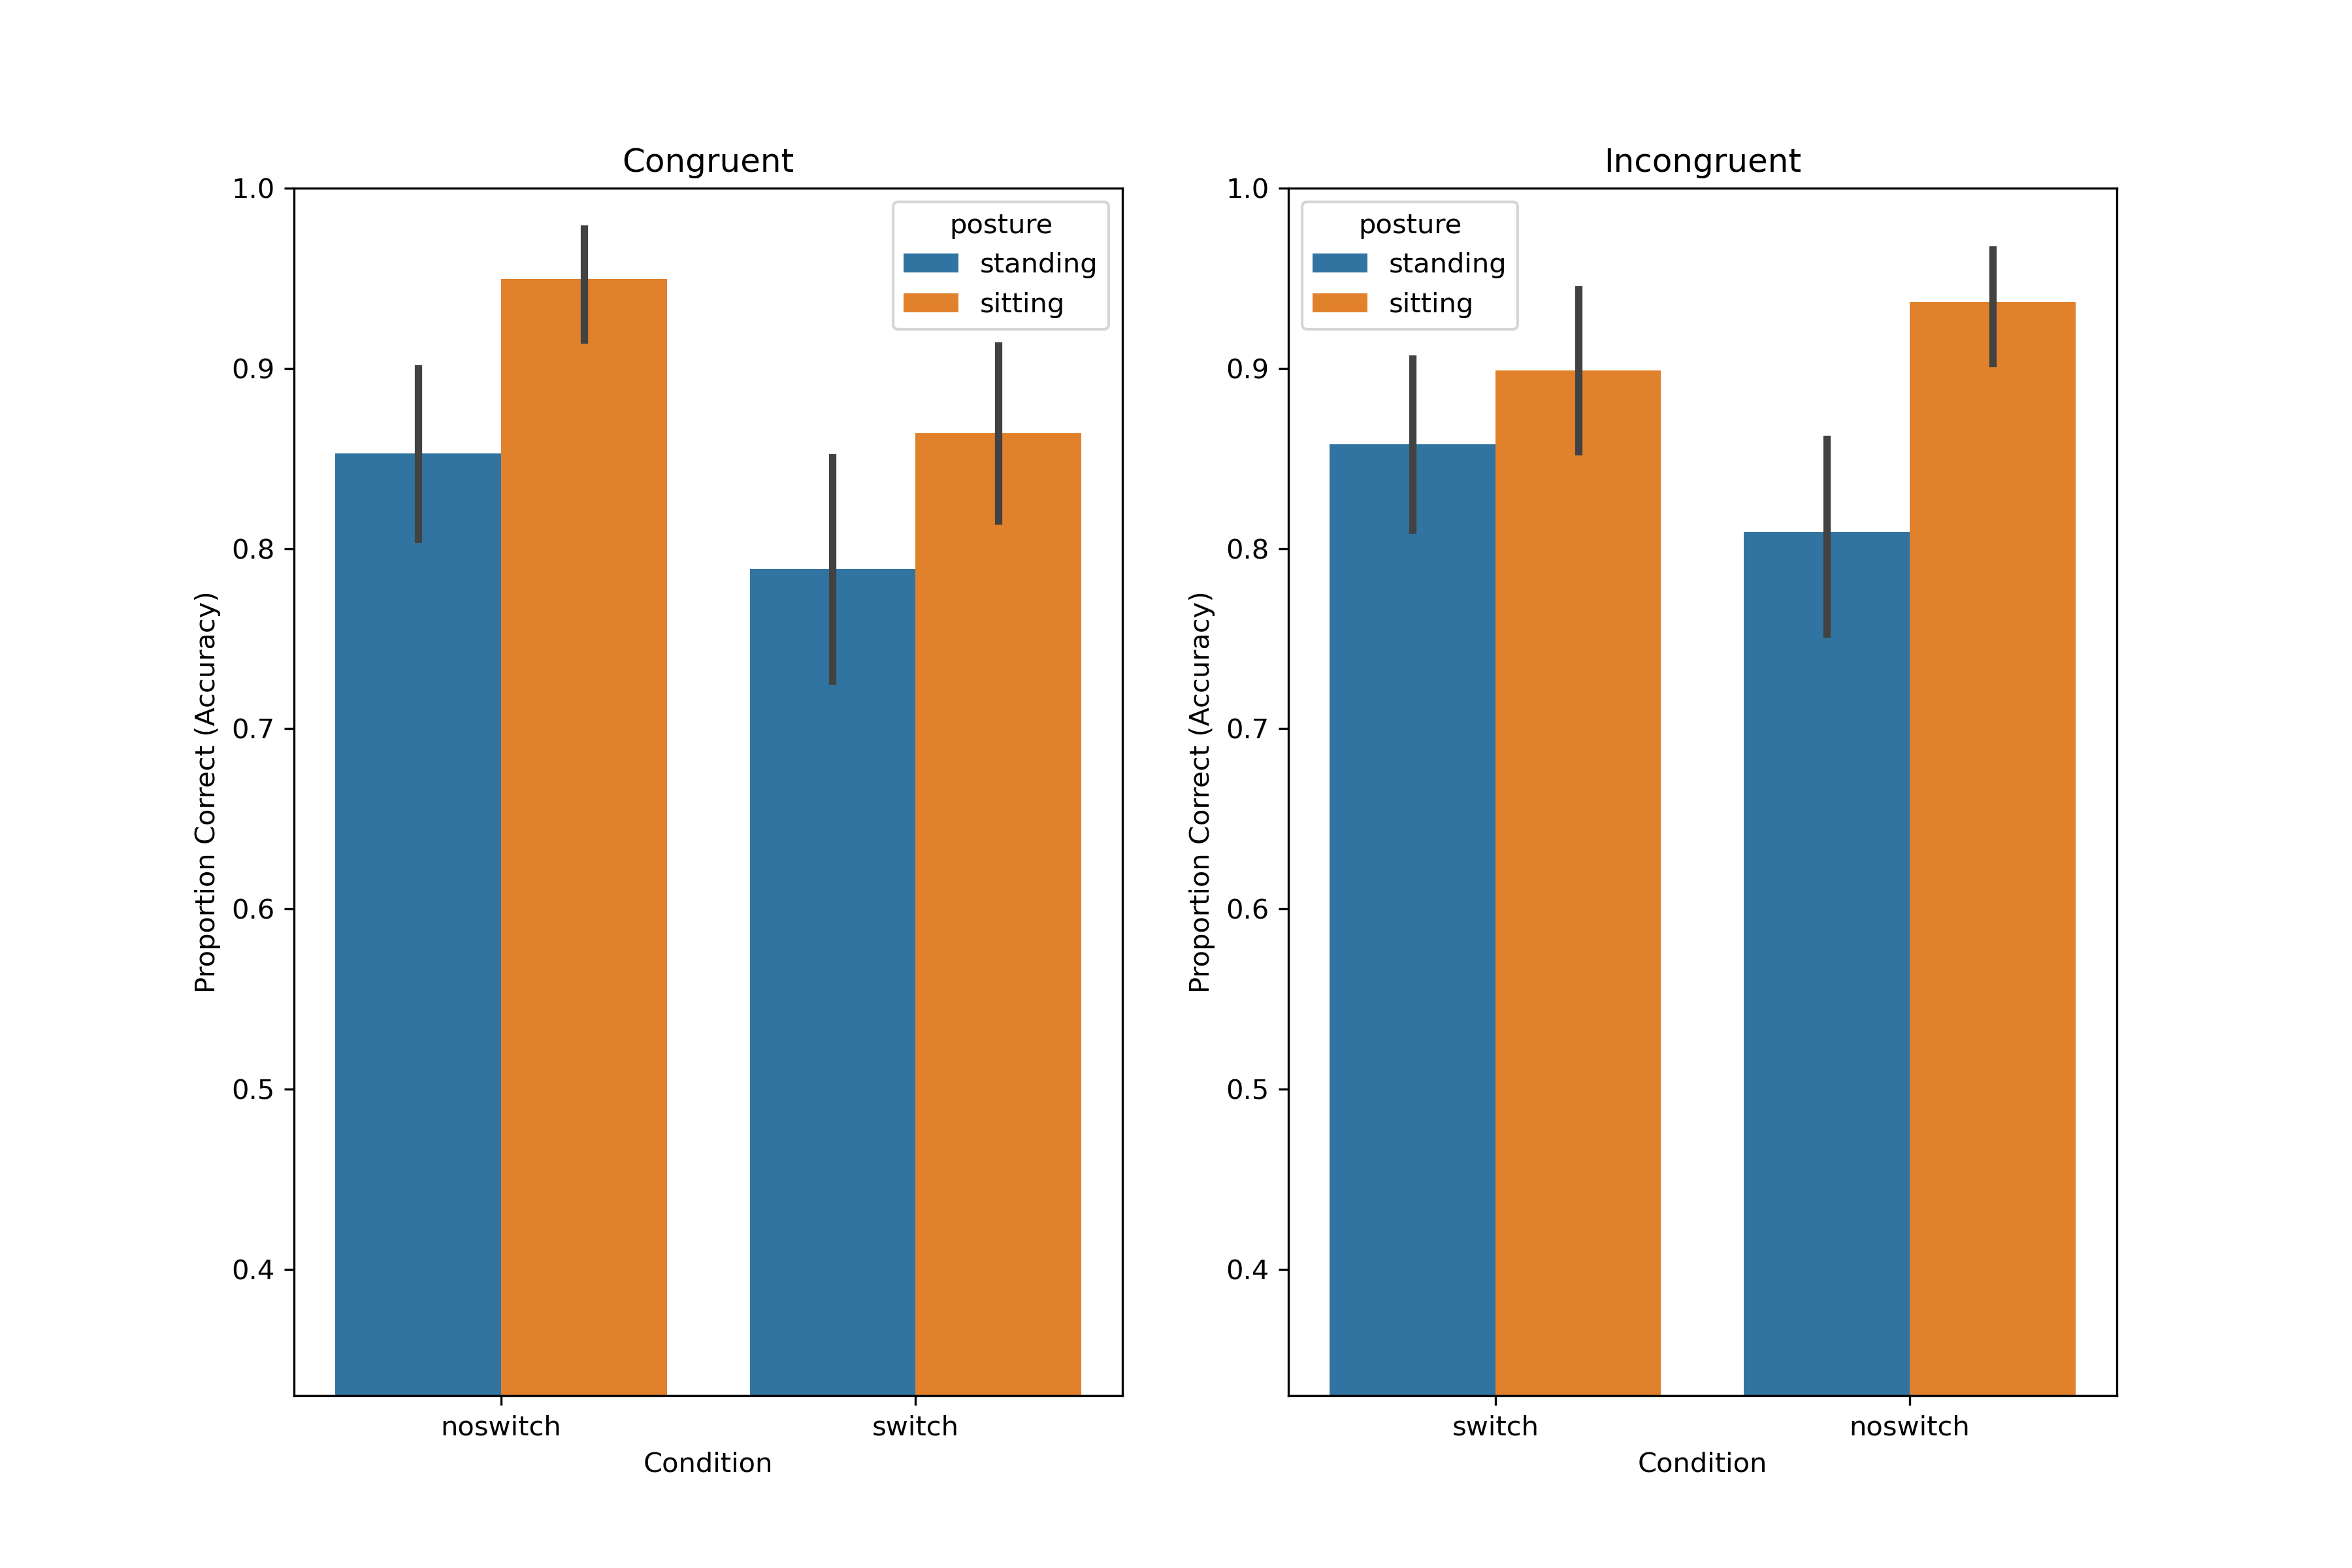 Congruent
1.0
0.9
0.8
0.7
0.6
0.5
0.4
Proportion Correct (Accuracy)
posture
standing
sitting
noswitch
switch
Condition
Incongruent
1.0
0.9
0.8
0.7
0.6
0.5
0.4
Proportion Correct (Accuracy)
posture
standing
sitting
switch
noswitch
Condition